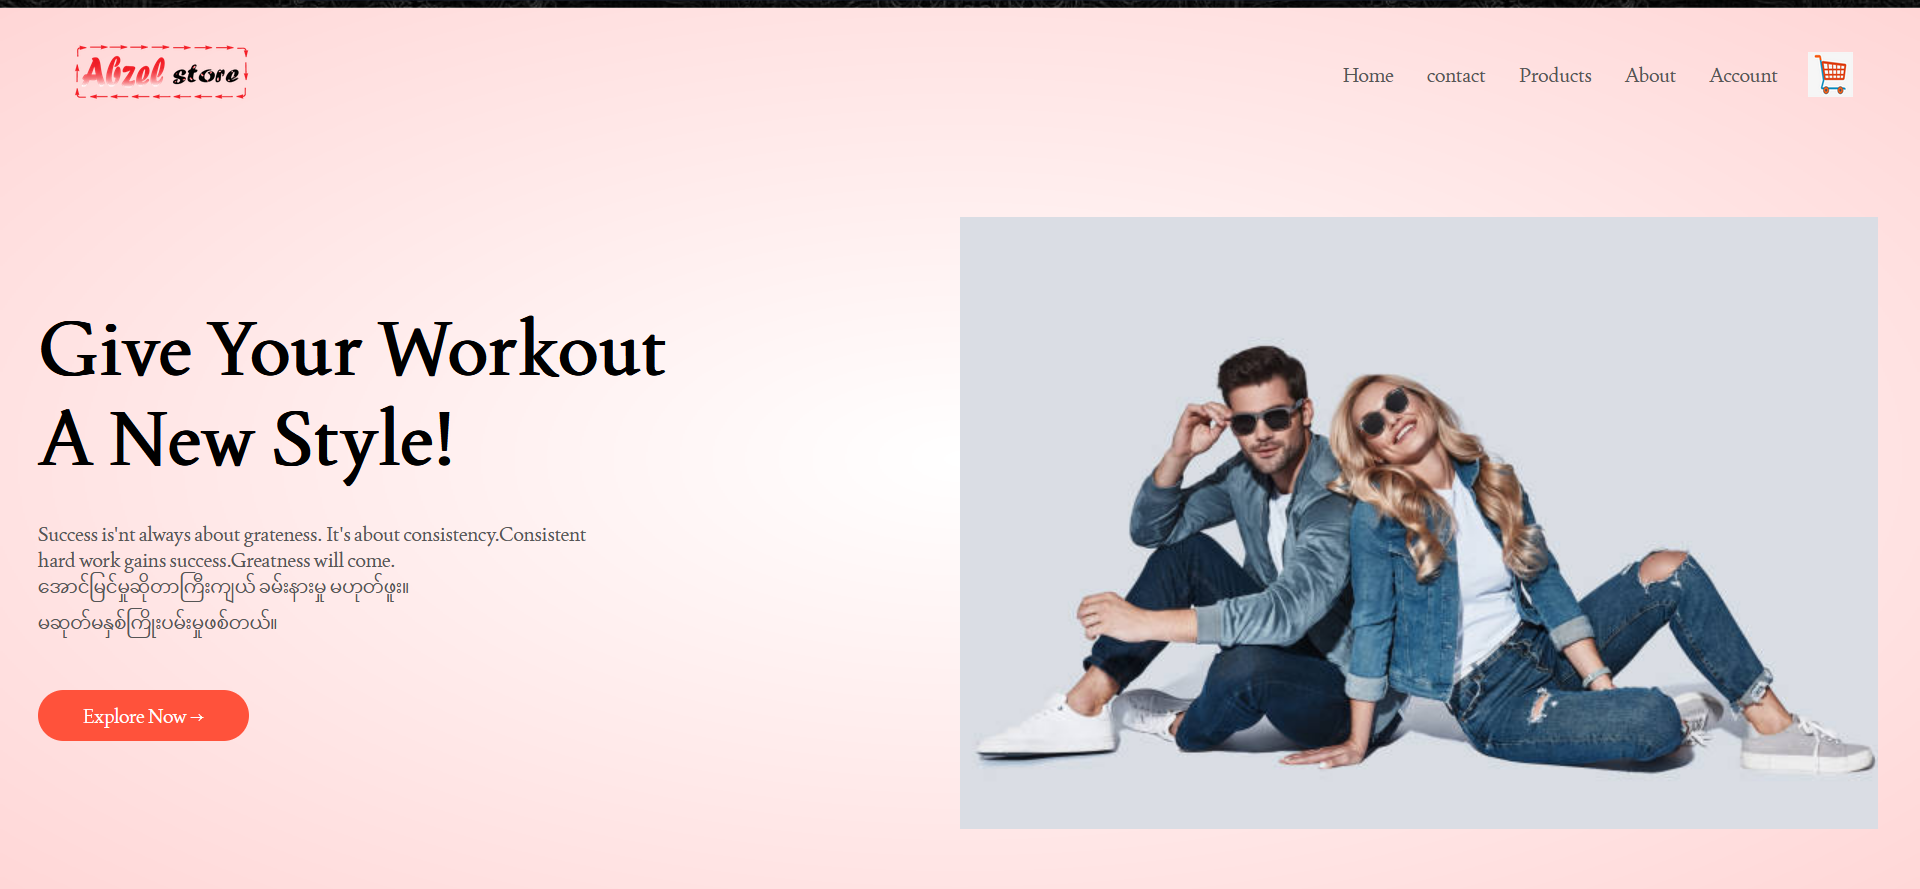 Abzel store
Home contact Products About Account
Give Your Workout
A New Style!
Success is'nt always about grateness. It's about consistency.Consistent
hard work gains success.Greatness will come.
အောင်မြင်မှုဆိုတာကြီးကျယ် ခမ်းနားမှု မဟုတ်ဖူး။
မဆုတ်မနှစ်ကြိုးပမ်းမှုဖစ်တယ်။
Explore Now →